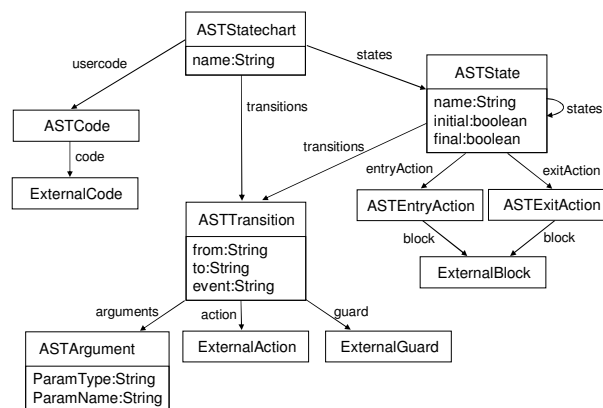 ASTStatechart
name:String
usercode
states
ASTState
name:String
initial:boolean
final:boolean
states
ASTCode
transitions
transitions
code
entryAction
exitAction
ExternalCode
ASTEntryAction
ASTExitAction
ASTTransition
from:String
to:String
event:String
block
block
ExternalBlock
arguments
action
guard
ASTArgument
ParamType:String
ParamName:String
ExternalAction
ExternalGuard